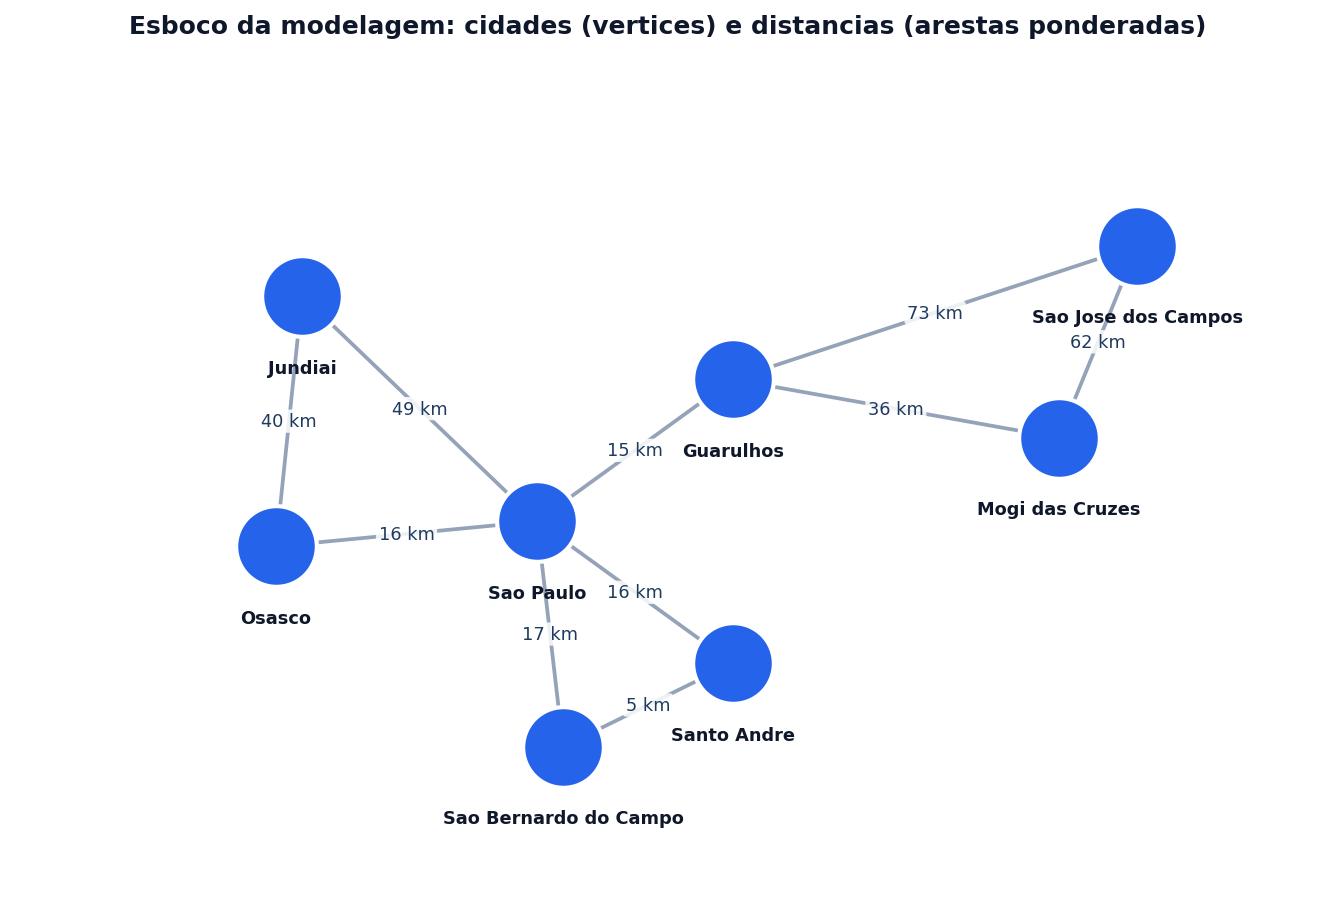 Esboco da modelagem: cidades (vertices) e distancias (arestas ponderadas)
73 km
Sao Jose dos Campos
62 km
Jundiai
40 km
49 km
36 km
15 km
Guarulhos
Mogi das Cruzes
16 km
Sao Paulo
16 km
Osasco
17 km
5 km
Santo Andre
Sao Bernardo do Campo